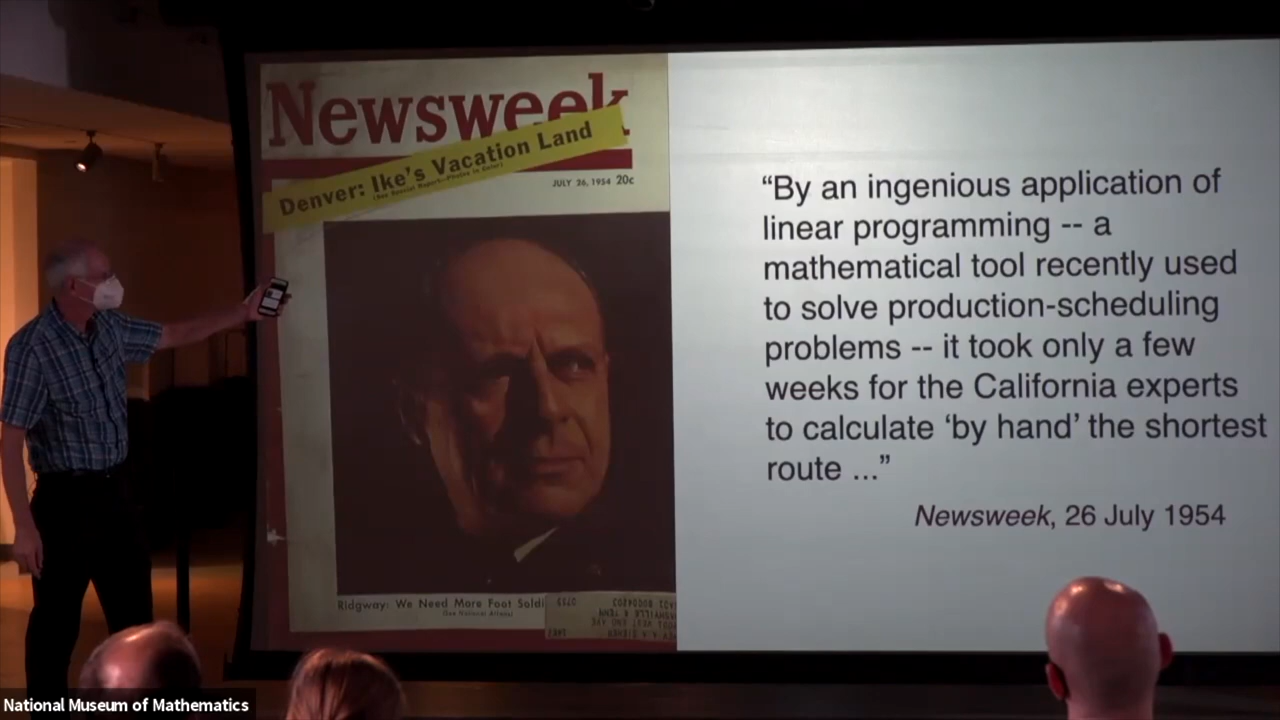 Newsweek
Denver: Ike's Vacation Land
JULY 26, 1954 20c
Ridgway: We Need More Foot Soldi
“By an ingenious application of
linear programming -- a
mathematical tool recently used
to solve production-scheduling
problems -- it took only a few
weeks for the California experts
to calculate ‘by hand’ the shortest
route ...”
Newsweek, 26 July 1954
National Museum of Mathematics